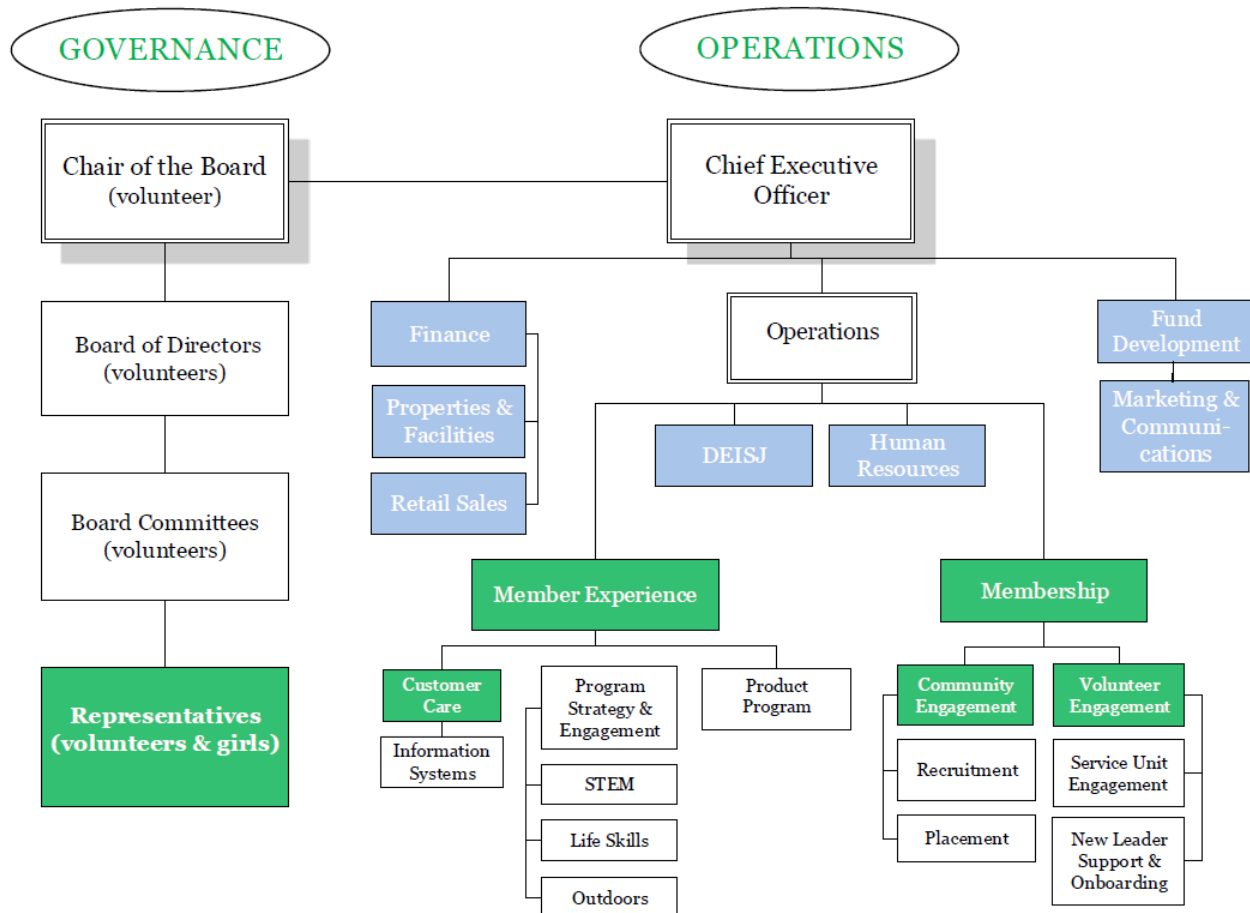 GOVERNANCE
OPERATIONS
Chair of the Board
(volunteer)
Chief Executive
Officer
Board of Directors
(volunteers)
Finance
Operations
Fund
Development
Properties &
Facilities
Marketing &
Communi-
cations
DEISJ
Human
Resources
Retail Sales
Board Committees
(volunteers)
Member Experience
Membership
Representatives
(volunteers & girls)
Customer
Care
Program
Strategy &
Engagement
Product
Program
Community
Engagement
Volunteer
Engagement
Information
Systems
Recruitment
Service Unit
Engagement
STEM
Life Skills
Placement
New Leader
Support &
Onboarding
Outdoors